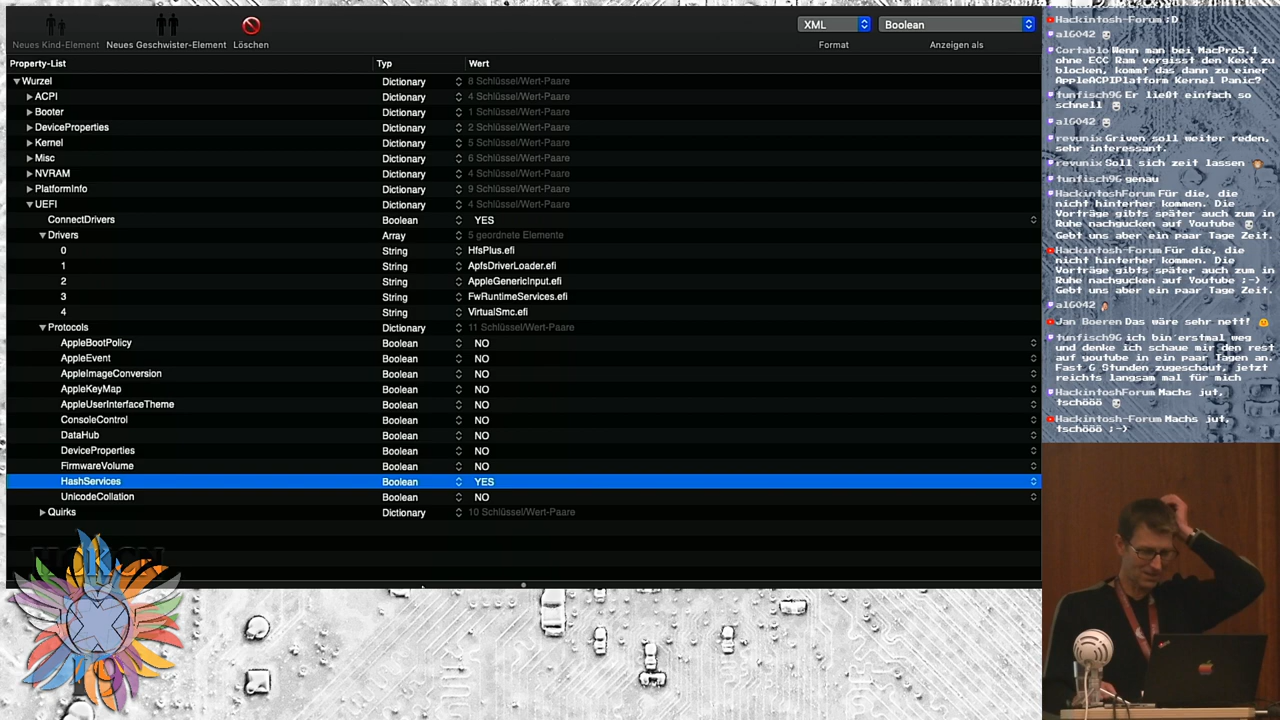 Neues Kind-Element
Neues Geschwister-Element
Löschen
XML
Format
Boolean
Anzeigen als
Property-List Typ Wert
Wurzel Dictionary 8 Schlüssel/Wert-Paare
ACPI Dictionary 4 Schlüssel/Wert-Paare
Booter Dictionary 1 Schlüssel/Wert-Paare
DeviceProperties Dictionary 2 Schlüssel/Wert-Paare
Kernel Dictionary 5 Schlüssel/Wert-Paare
Misc Dictionary 6 Schlüssel/Wert-Paare
NVRAM Dictionary 4 Schlüssel/Wert-Paare
PlatformInfo Dictionary 9 Schlüssel/Wert-Paare
UEFI Dictionary 4 Schlüssel/Wert-Paare
ConnectDrivers Boolean YES
Drivers Array 5 geordnete Elemente
0 String HfsPlus.efi
1 String ApfsDriverLoader.efi
2 String AppleGenericInput.efi
3 String FwRuntimeServices.efi
4 String VirtualSmc.efi
Protocols Dictionary 11 Schlüssel/Wert-Paare
AppleBootPolicy Boolean NO
AppleEvent Boolean NO
AppleImageConversion Boolean NO
AppleKeyMap Boolean NO
AppleUserInterfaceTheme Boolean NO
ConsoleControl Boolean NO
DataHub Boolean NO
DeviceProperties Boolean NO
FirmwareVolume Boolean NO
HashServices Boolean YES
UnicodeCollation Boolean NO
Quirks Dictionary 10 Schlüssel/Wert-Paare
Hackintosh-Forum :D
al6042
Cortablo Wenn man bei MacPro5.1
ohne ECC Ram vergisst den Kext zu
blocken, kommt das dann zu einer
AppleACPIPlatform Kernel Panic?
tunfisch96 Er ließt einfach so
schnell
al6042
revunix Griven soll weiter reden,
sehr interessant.
revunix Soll sich zeit lassen
tunfisch96 genau
HackintoshForum Für die, die
nicht hinterher kommen. Die
Vorträge gibts später auch zum in
Ruhe nachgucken auf Youtube
Gebt uns aber ein paar Tage Zeit.
Hackintosh-Forum Für die, die
nicht hinterher kommen. Die
Vorträge gibts später auch zum in
Ruhe nachgucken auf Youtube ;-)
Gebt uns aber ein paar Tage Zeit.
al6042
Jan Boeren Das wäre sehr nett!
tunfisch96 ich bin erstmal weg
und denke ich schaue mir den rest
auf youtube in ein paar Tagen an.
Fast 6 Stunden zugeschaut, jetzt
reichts langsam mal für mich
HackintoshForum Machs jut,
tschööö
Hackintosh-Forum Machs jut,
tschööö ;-)